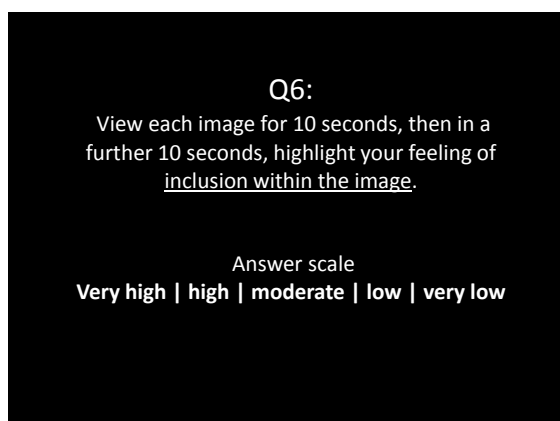 Q6:
View each image for 10 seconds, then in a
further 10 seconds, highlight your feeling of
inclusion within the image.
Answer scale
Very high | high | moderate | low | very low